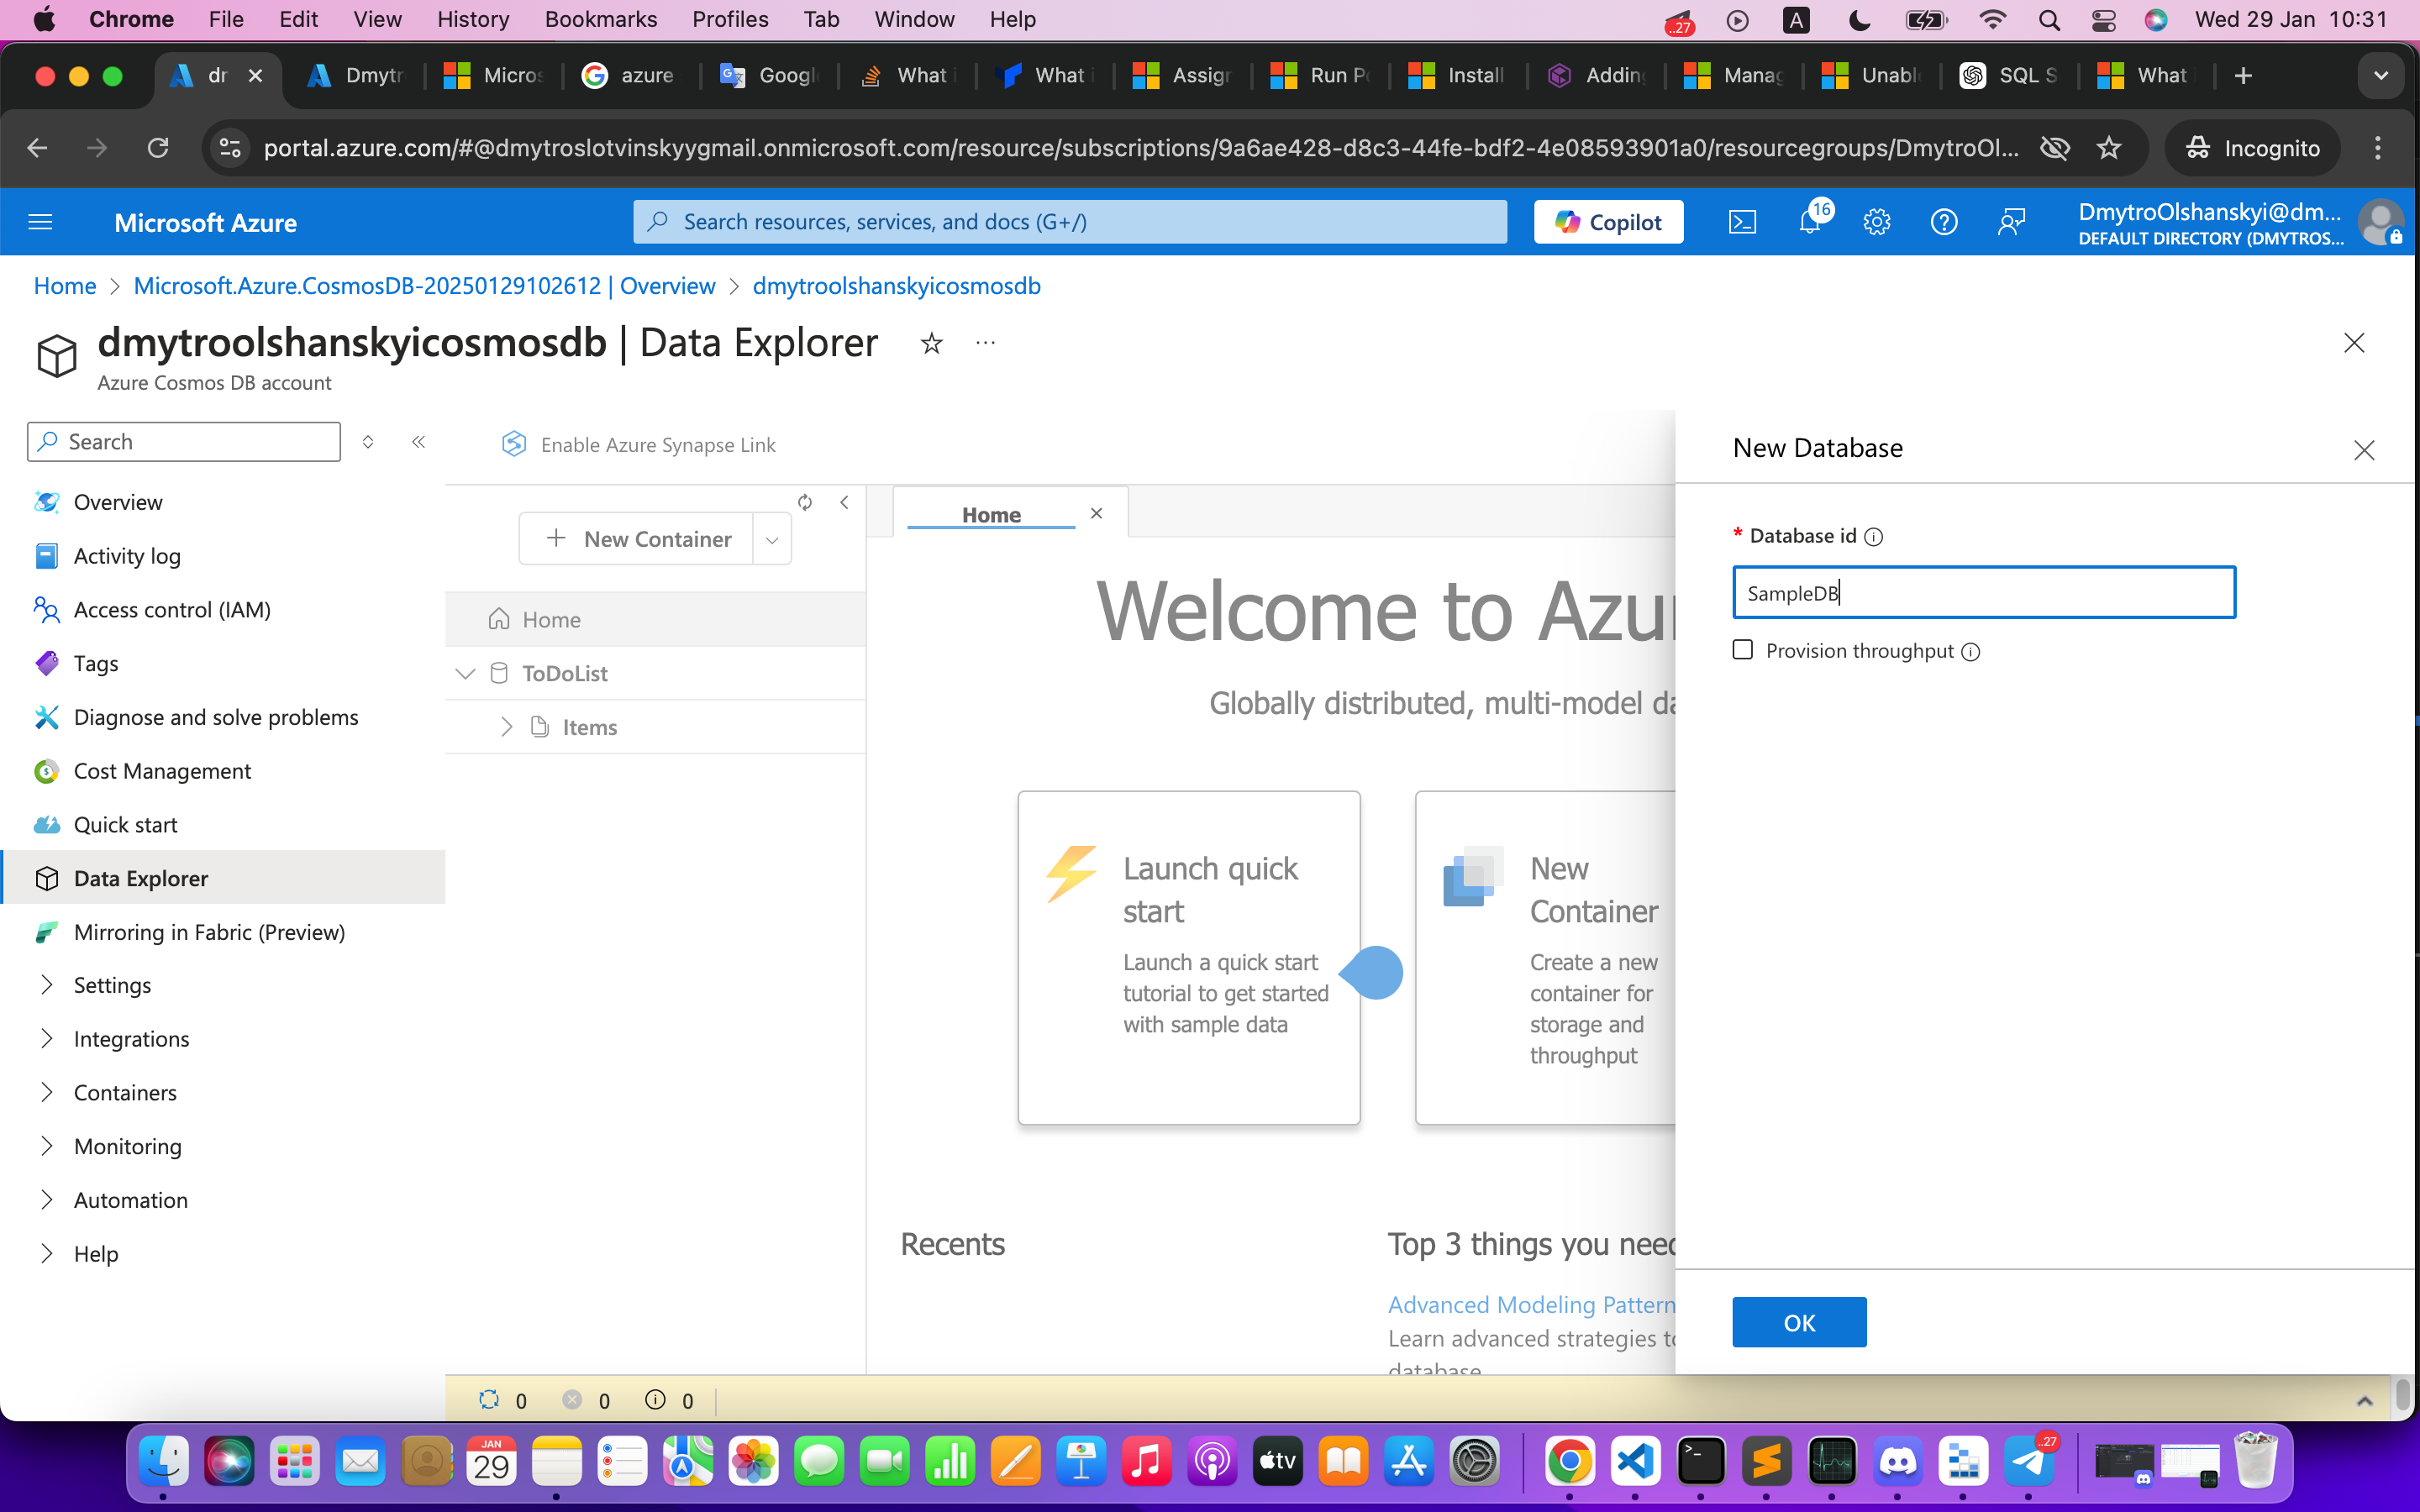 Chrome File Edit View History Bookmarks Profiles Tab Window Help ..27 A Wed 29 Jan 10:31
dr Dmytr Micros azure Googl What i What i Assigr Run Po Install Adding Manag Unabl SQL S What
portal.azure.com/#@dmytroslotvinskyygmail.onmicrosoft.com/resource/subscriptions/9a6ae428-d8c3-44fe-bdf2-4e08593901a0/resourcegroups/DmytroOl... Incognito
Microsoft Azure Search resources, services, and docs (G+/) Copilot 16 DmytroOlshanskyi@dm...
DEFAULT DIRECTORY (DMYTROS...
Home > Microsoft.Azure.CosmosDB-20250129102612 | Overview > dmytroolshanskyicosmosdb
dmytroolshanskyicosmosdb | Data Explorer
Azure Cosmos DB account
Search
Overview
Activity log
Access control (IAM)
Tags
Diagnose and solve problems
Cost Management
Quick start
Data Explorer
Mirroring in Fabric (Preview)
Settings
Integrations
Containers
Monitoring
Automation
Help
Enable Azure Synapse Link
New Container
Home
ToDoList
Items
Home
Welcome to Azu
Globally distributed, multi-model da
Launch quick
start
Launch a quick start
tutorial to get started
with sample data
New
Container
Create a new
container for
storage and
throughput
Recents
Top 3 things you need
Advanced Modeling Pattern
Learn advanced strategies to
database
New Database
* Database id
SampleDB
Provision throughput
OK
0 0 0
JAN
29
tv
..27